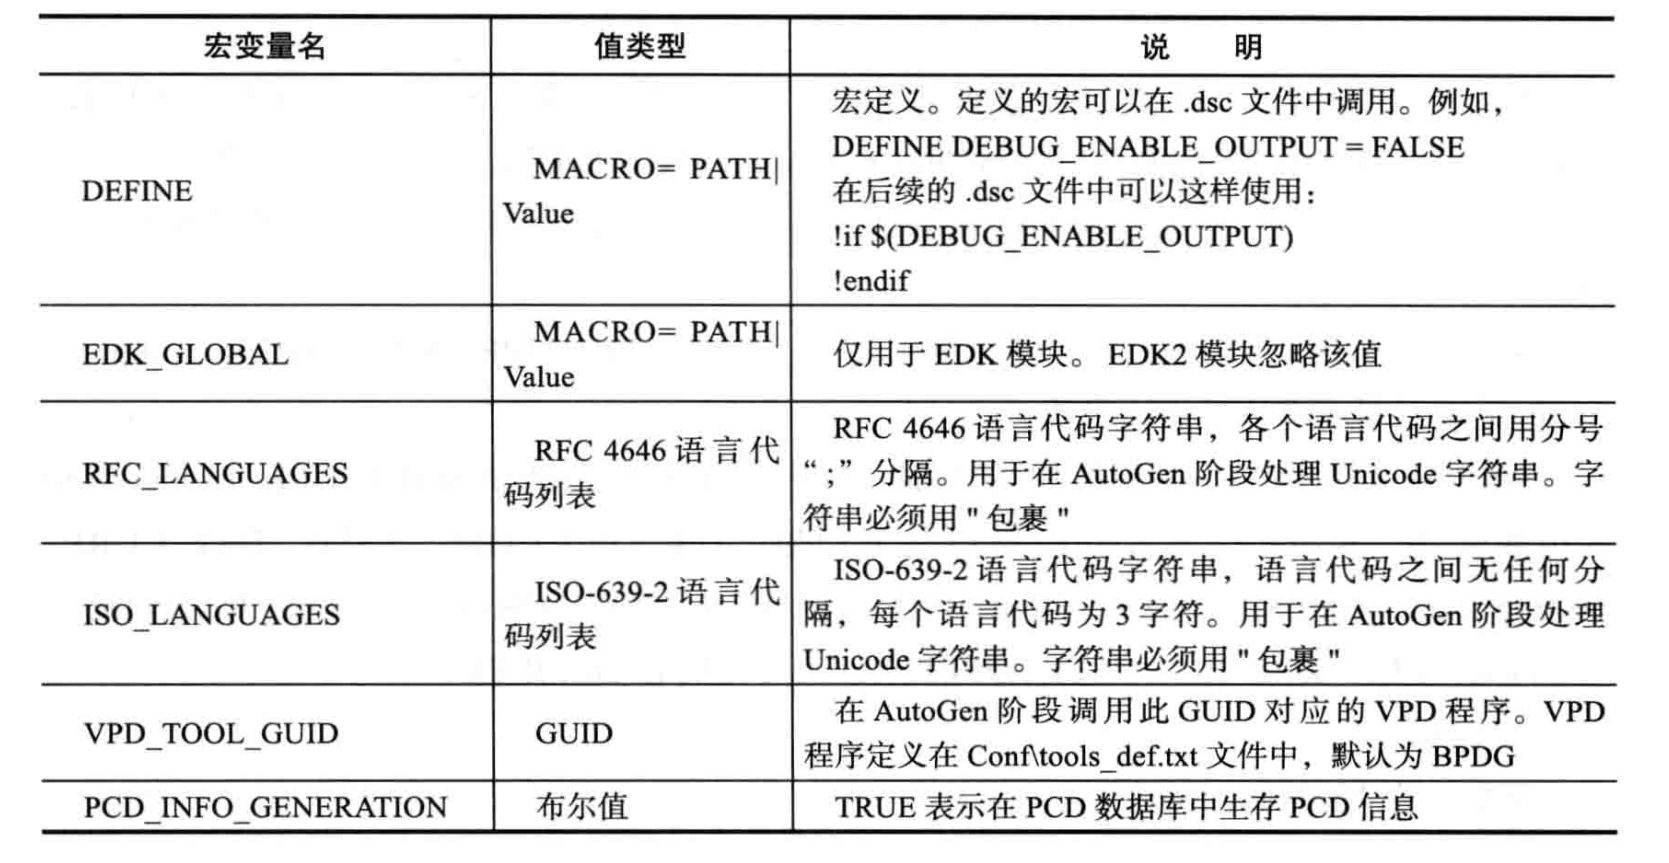 宏变量名 值类型 说 明
宏定义。定义的宏可以在 .dsc 文件中调用。例如，
DEFINE DEBUG_ENABLE_OUTPUT = FALSE
DEFINE MACRO= PATH| 在后续的 .dsc 文件中可以这样使用：
Value !if $(DEBUG_ENABLE_OUTPUT)
!endif
EDK_GLOBAL MACRO= PATH| 仅用于 EDK 模块。 EDK2 模块忽略该值
Value
RFC_LANGUAGES RFC 4646 语言代 RFC 4646 语言代码字符串，各个语言代码之间用分号
码列表 “;” 分隔。用于在 AutoGen 阶段处理 Unicode 字符串。字
符串必须用 " 包裹 "
ISO_LANGUAGES ISO-639-2 语言代 ISO-639-2 语言代码字符串，语言代码之间无任何分
码列表 隔，每个语言代码为 3 字符。用于在 AutoGen 阶段处理
Unicode 字符串。字符串必须用 " 包裹 "
VPD_TOOL_GUID GUID 在 AutoGen 阶段调用此 GUID 对应的 VPD 程序。VPD
程序定义在 Conf\tools_def.txt 文件中，默认为 BPDG
PCD_INFO_GENERATION 布尔值 TRUE 表示在 PCD 数据库中生存 PCD 信息